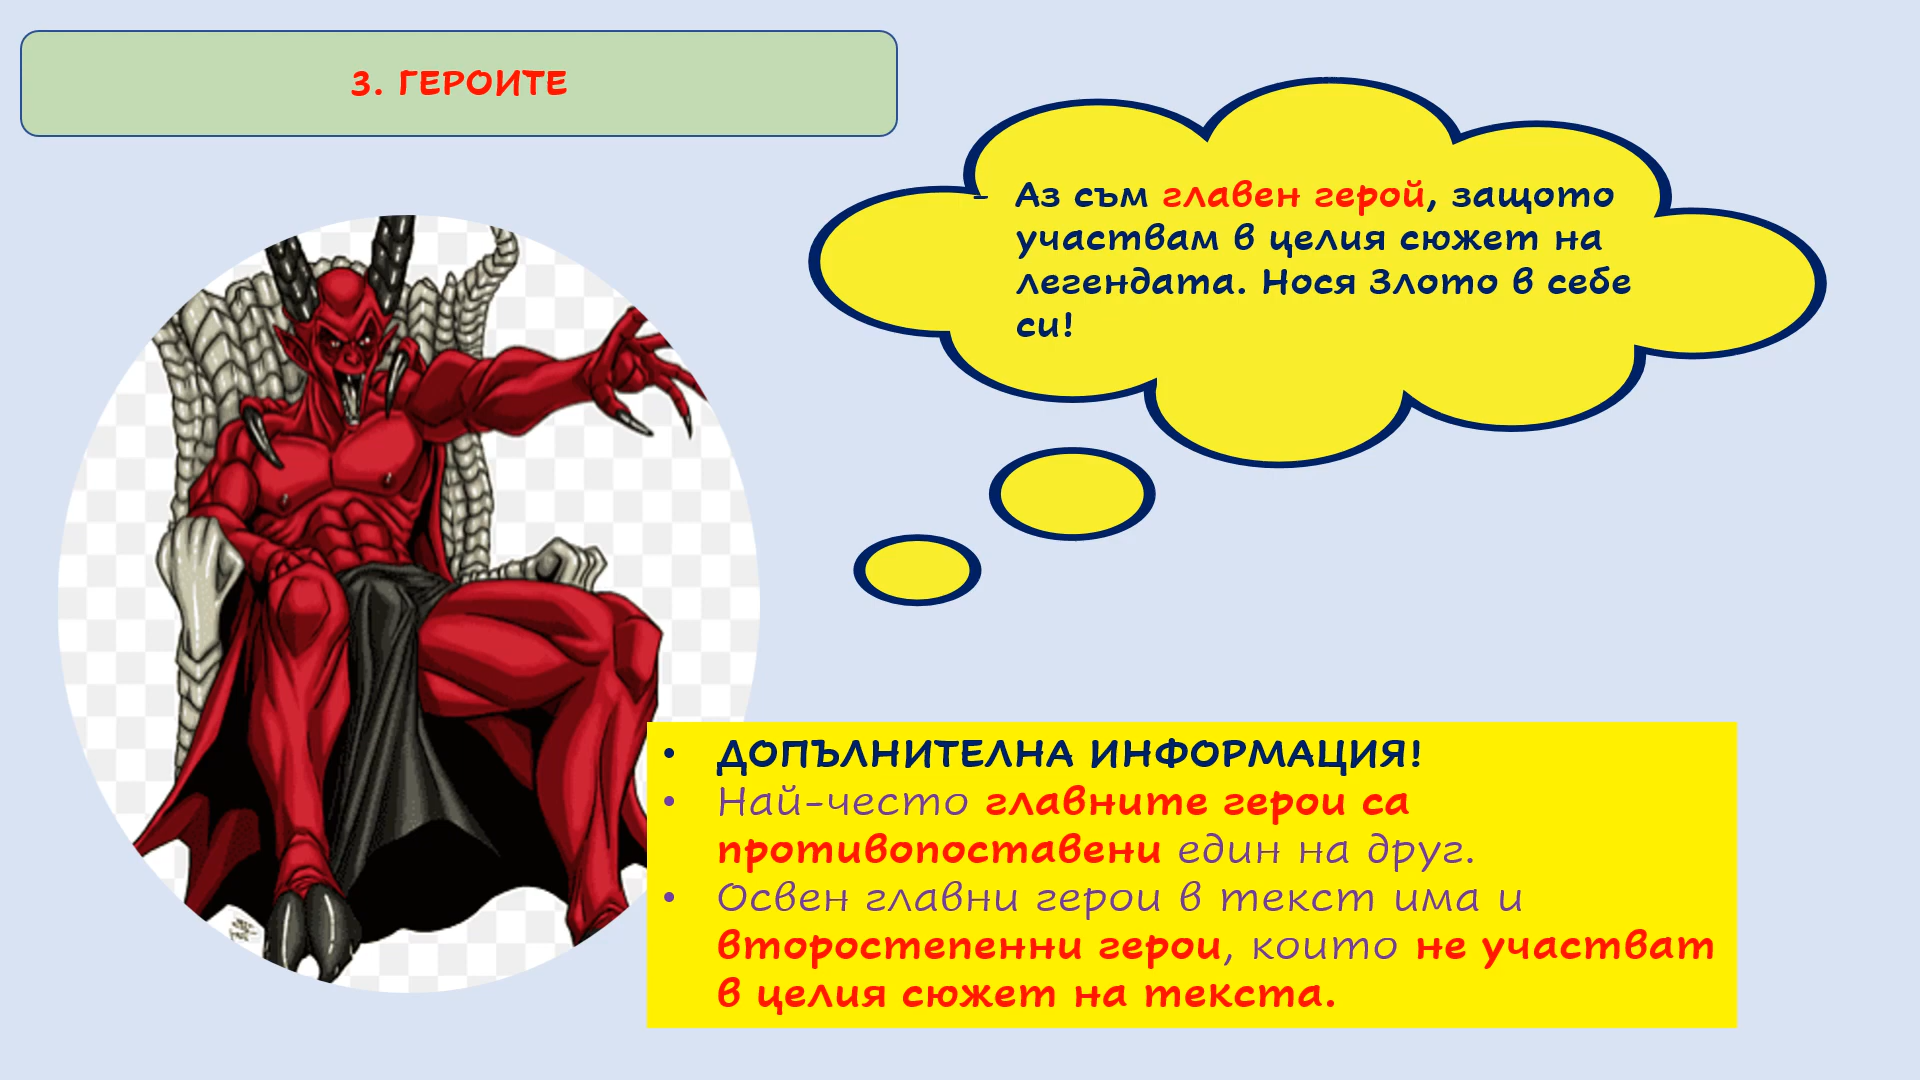 3. ГЕРОИТЕ
- Аз съм главен герой, защото
участвам в целия сюжет на
легендата. Нося Злото в себе
си!
• ДОПЪЛНИТЕЛНА ИНФОРМАЦИЯ!
• Най-често главните герои са
противопоставени един на друг.
• Освен главни герои в текст има и
второстепенни герои, които не участват
в целия сюжет на текста.